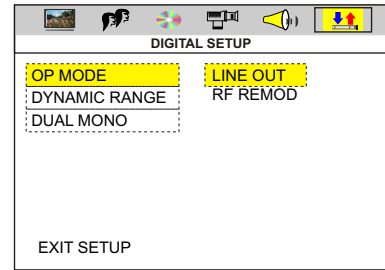 DIGITAL SETUP
OP MODE
LINE OUT
DYNAMIC RANGE
RF REMOD
DUAL MONO
EXIT SETUP